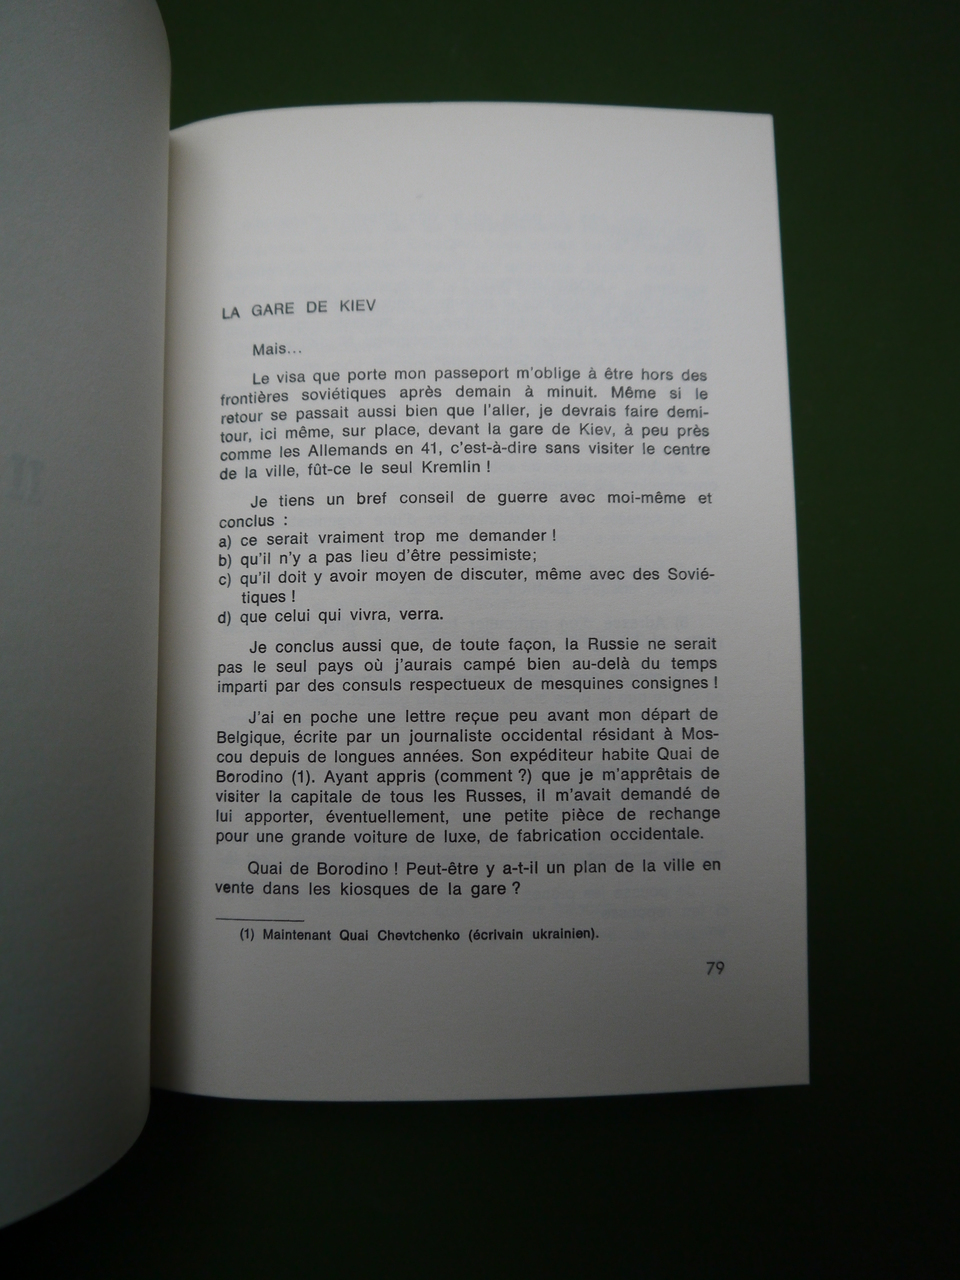 LA GARE DE KIEV
Mais...
Le visa que porte mon passeport m'oblige à être hors des
frontières soviétiques après demain à minuit. Même si le
retour se passait aussi bien que l'aller, je devrais faire demi-
tour, ici même, sur place, devant la gare de Kiev, à peu près
comme les Allemands en 41, c'est-à-dire sans visiter le centre
de la ville, fût-ce le seul Kremlin !
Je tiens un bref conseil de guerre avec moi-même et
conclus :
a) ce serait vraiment trop me demander !
b) qu'il n'y a pas lieu d'être pessimiste;
c) qu'il doit y avoir moyen de discuter, même avec des Sovié-
tiques !
d) que celui qui vivra, verra.
Je conclus aussi que, de toute façon, la Russie ne serait
pas le seul pays où j'aurais campé bien au-delà du temps
imparti par des consuls respectueux de mesquines consignes !
J'ai en poche une lettre reçue peu avant mon départ de
Belgique, écrite par un journaliste occidental résidant à Mos-
cou depuis de longues années. Son expéditeur habite Quai de
Borodino (1). Ayant appris (comment ?) que je m'apprêtais de
visiter la capitale de tous les Russes, il m'avait demandé de
lui apporter, éventuellement, une petite pièce de rechange
pour une grande voiture de luxe, de fabrication occidentale.
Quai de Borodino ! Peut-être y a-t-il un plan de la ville en
vente dans les kiosques de la gare ?
(1) Maintenant Quai Chevtchenko (écrivain ukrainien).
79